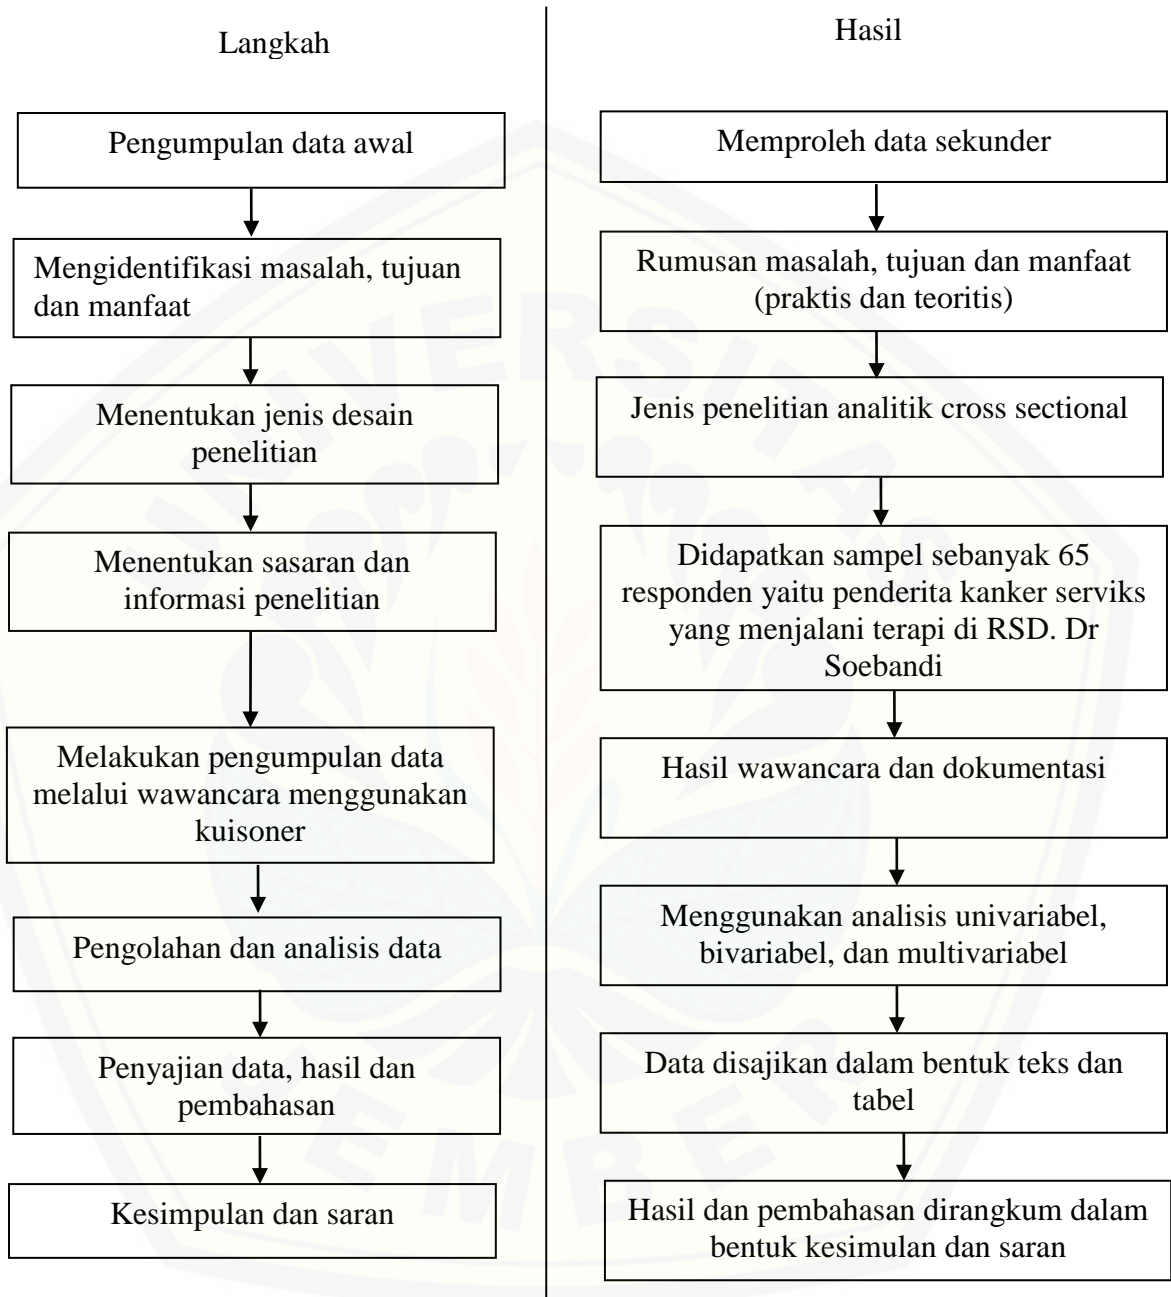 Langkah
Pengumpulan data awal
Mengidentifikasi masalah, tujuan
dan manfaat
Menentukan jenis desain
penelitian
Menentukan sasaran dan
informasi penelitian
Melakukan pengumpulan data
melalui wawancara menggunakan
kuisoner
Pengolahan dan analisis data
Penyajian data, hasil dan
pembahasan
Kesimpulan dan saran
Hasil
Memproleh data sekunder
Rumusan masalah, tujuan dan manfaat
(praktis dan teoritis)
Jenis penelitian analitik cross sectional
Didapatkan sampel sebanyak 65
responden yaitu penderita kanker serviks
yang menjalani terapi di RSD. Dr
Soebandi
Hasil wawancara dan dokumentasi
Menggunakan analisis univariabel,
bivariabel, dan multivariabel
Data disajikan dalam bentuk teks dan
tabel
Hasil dan pembahasan dirangkum dalam
bentuk kesimulan dan saran
UNIVERSITAS
JEMBER